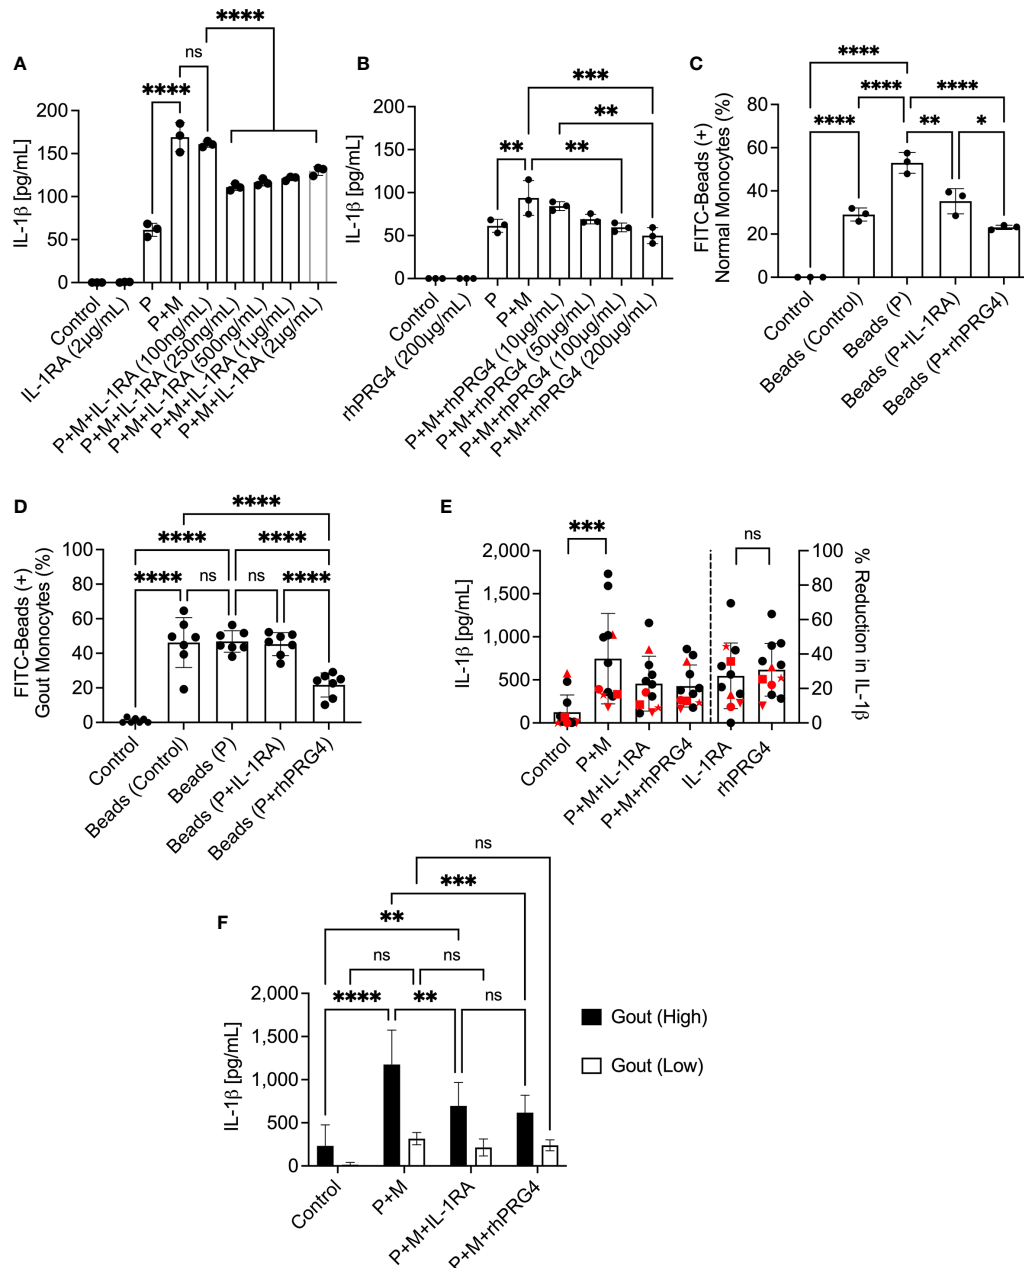 A
****
ns
****
IL-1β [pg/mL]
200
150
100
50
0
Control
IL-1RA (2μg/mL)
P
P+M
P+M+IL-1RA (100ng/mL)
P+M+IL-1RA (250ng/mL)
P+M+IL-1RA (500ng/mL)
P+M+IL-1RA (1μg/mL)
P+M+IL-1RA (2μg/mL)
B
***
**
** **
IL-1β [pg/mL]
200
150
100
50
0
Control
rhPRG4 (200μg/mL)
P
P+M
P+M+rhPRG4 (10μg/mL)
P+M+rhPRG4 (50μg/mL)
P+M+rhPRG4 (100μg/mL)
P+M+rhPRG4 (200μg/mL)
C
****
**** ****
**** ** *
FITC-Beads (+)
Normal Monocytes (%)
80
60
40
20
0
Control
Beads (Control)
Beads (P)
Beads (P+IL-1RA)
Beads (P+rhPRG4)
D
****
**** ****
**** ns ns ****
FITC-Beads (+)
Gout Monocytes (%)
100
80
60
40
20
0
Control
Beads (Control)
Beads (P)
Beads (P+IL-1RA)
Beads (P+rhPRG4)
E
*** ns
IL-1β [pg/mL]
2,000
1,500
1,000
500
0
100
80
60
40
20
0
% Reduction in IL-1β
Control
P+M
P+M+IL-1RA
P+M+rhPRG4
IL-1RA
rhPRG4
F
ns
***
**
ns ns
**** ** ns
IL-1β [pg/mL]
2,000
1,500
1,000
500
0
Control
P+M
P+M+IL-1RA
P+M+rhPRG4
Gout (High)
Gout (Low)